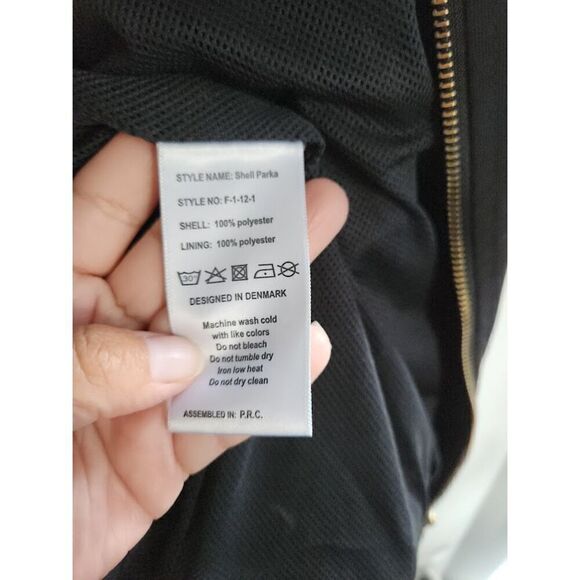 STYLE NAME: Shell Parka
STYLE NO: F-1-12-1
SHELL: 100% polyester
LINING: 100% polyester
30°
DESIGNED IN DENMARK
Machine wash cold
with like colors
Do not bleach
Do not tumble dry
Iron low heat
Do not dry clean
ASSEMBLED IN: P.R.C.